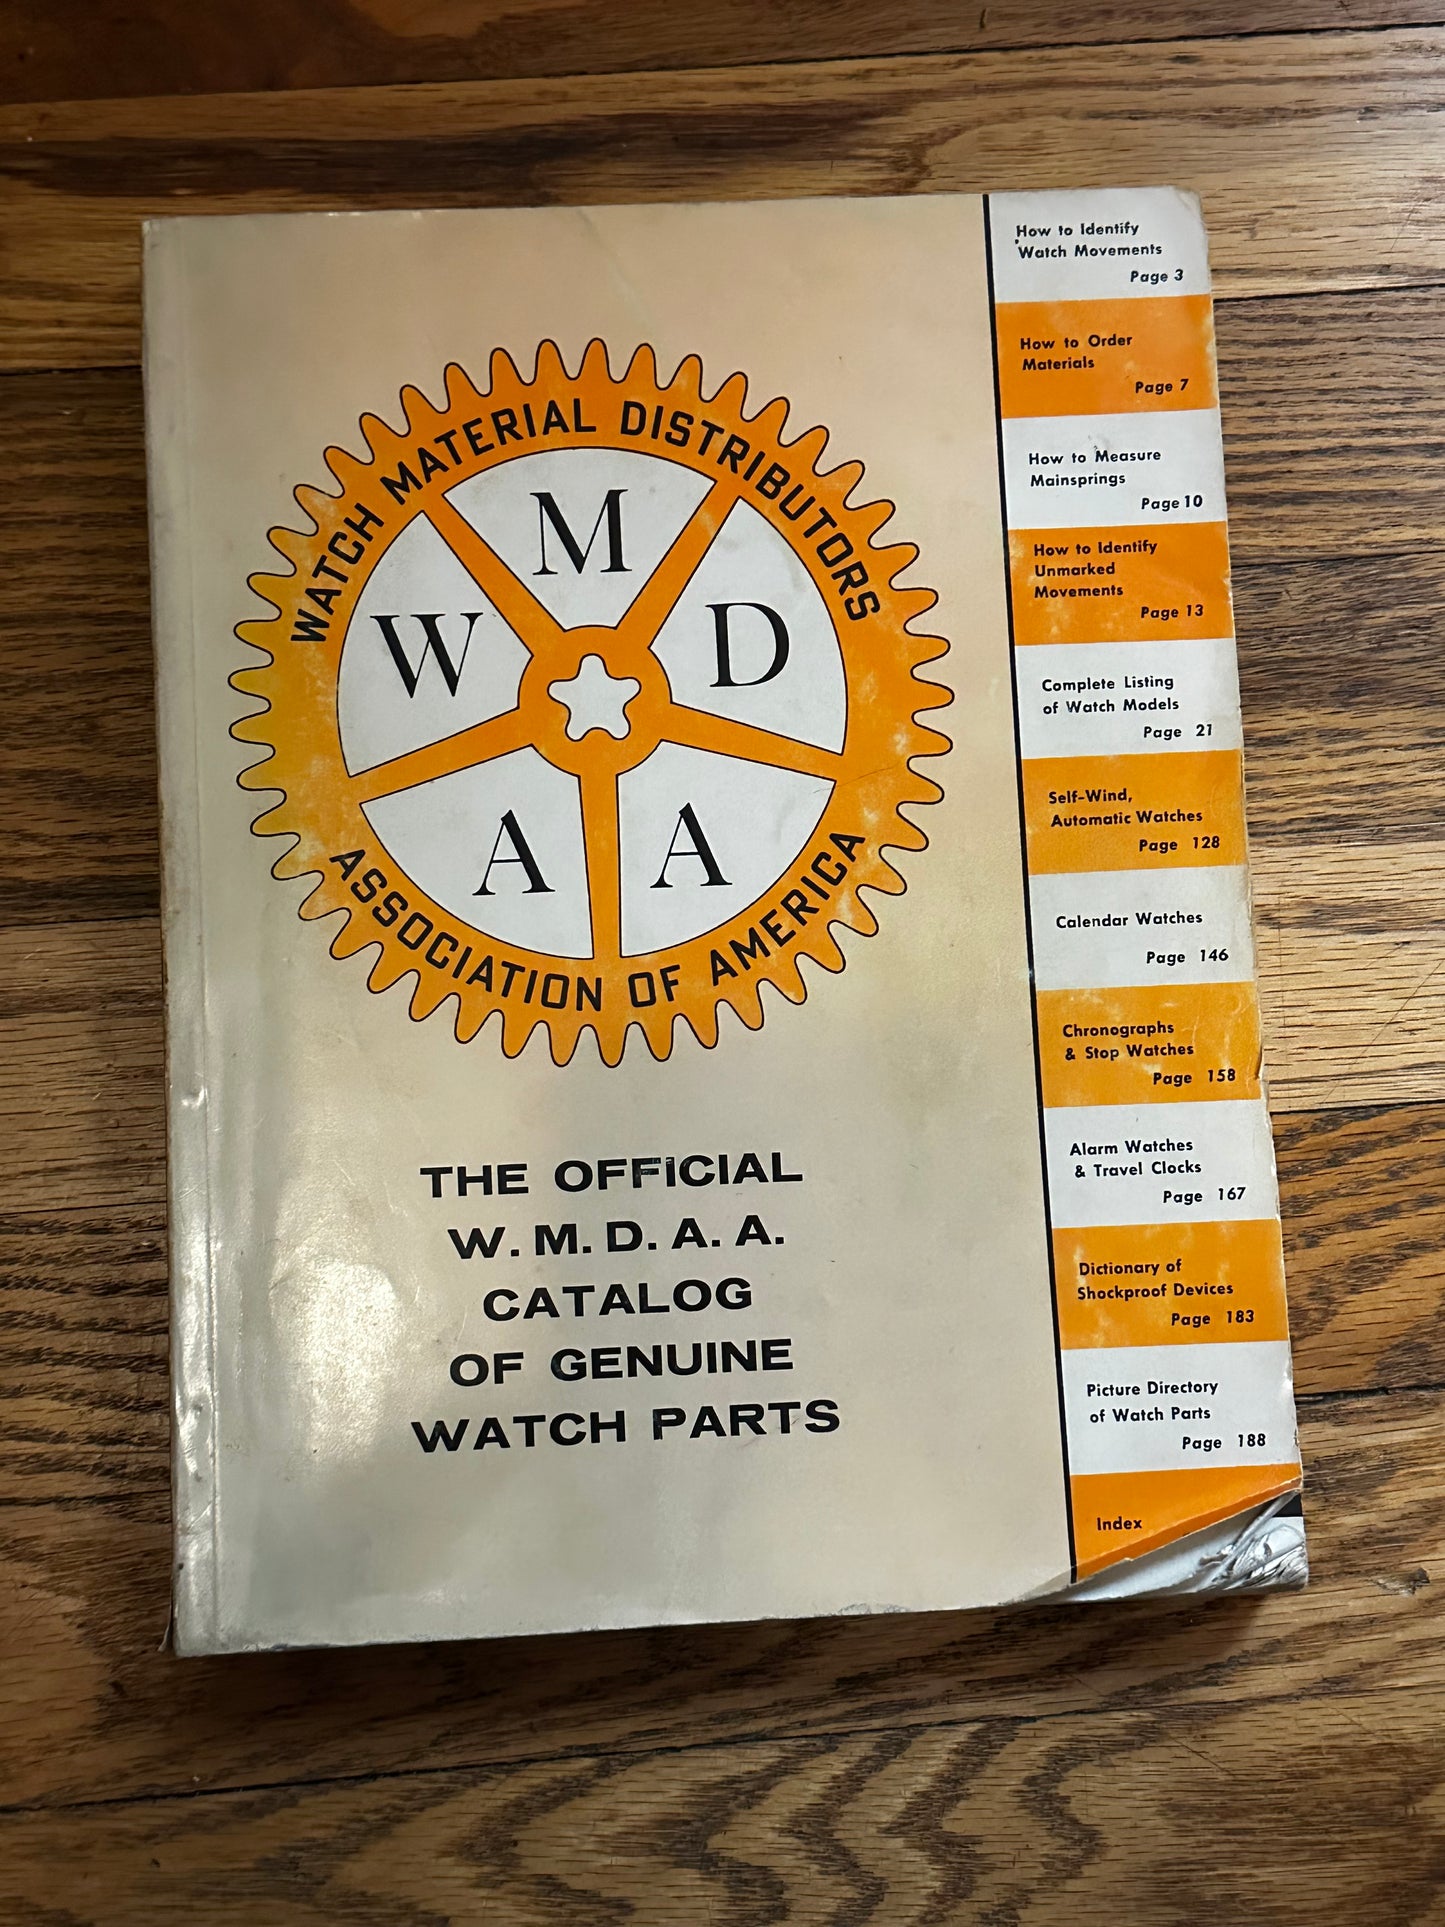 WATCH MATERIAL DISTRIBUTORS
W M D A A
ASSOCIATION OF AMERICA
THE OFFICIAL
W. M. D. A. A.
CATALOG
OF GENUINE
WATCH PARTS
How to Identify
Watch Movements
Page 3
How to Order
Materials
Page 7
How to Measure
Mainsprings
Page 10
How to Identify
Unmarked
Movements
Page 13
Complete Listing
of Watch Models
Page 21
Self-Wind,
Automatic Watches
Page 128
Calendar Watches
Page 146
Chronographs
& Stop Watches
Page 158
Alarm Watches
& Travel Clocks
Page 167
Dictionary of
Shockproof Devices
Page 183
Picture Directory
of Watch Parts
Page 188
Index